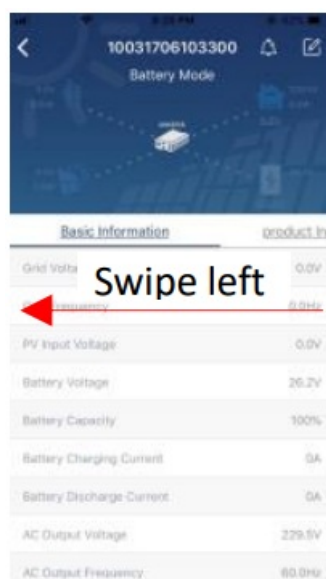 10031706103300
Battery Mode
Basic Information
product In
Grid Volta
0.0V
Swipe left
0.0Hz
PV Input Voltage
0.0V
Battery Voltage
26.2V
Battery Capacity
100%
Battery Charging Current
0A
Battery Discharge Current
0A
AC Output Voltage
229.5V
AC Output Frequency
60.0Hz